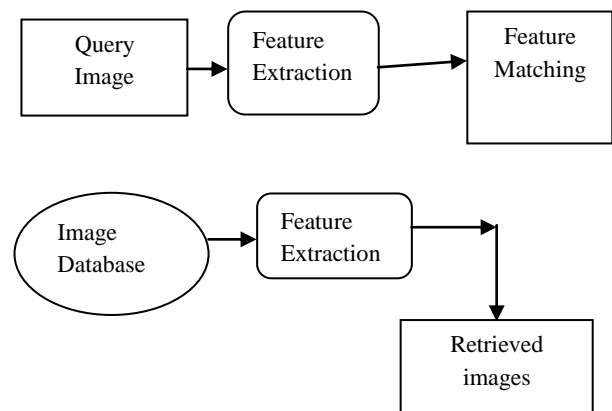 Query
Image
Feature
Extraction
Feature
Matching
Image
Database
Feature
Extraction
Retrieved
images